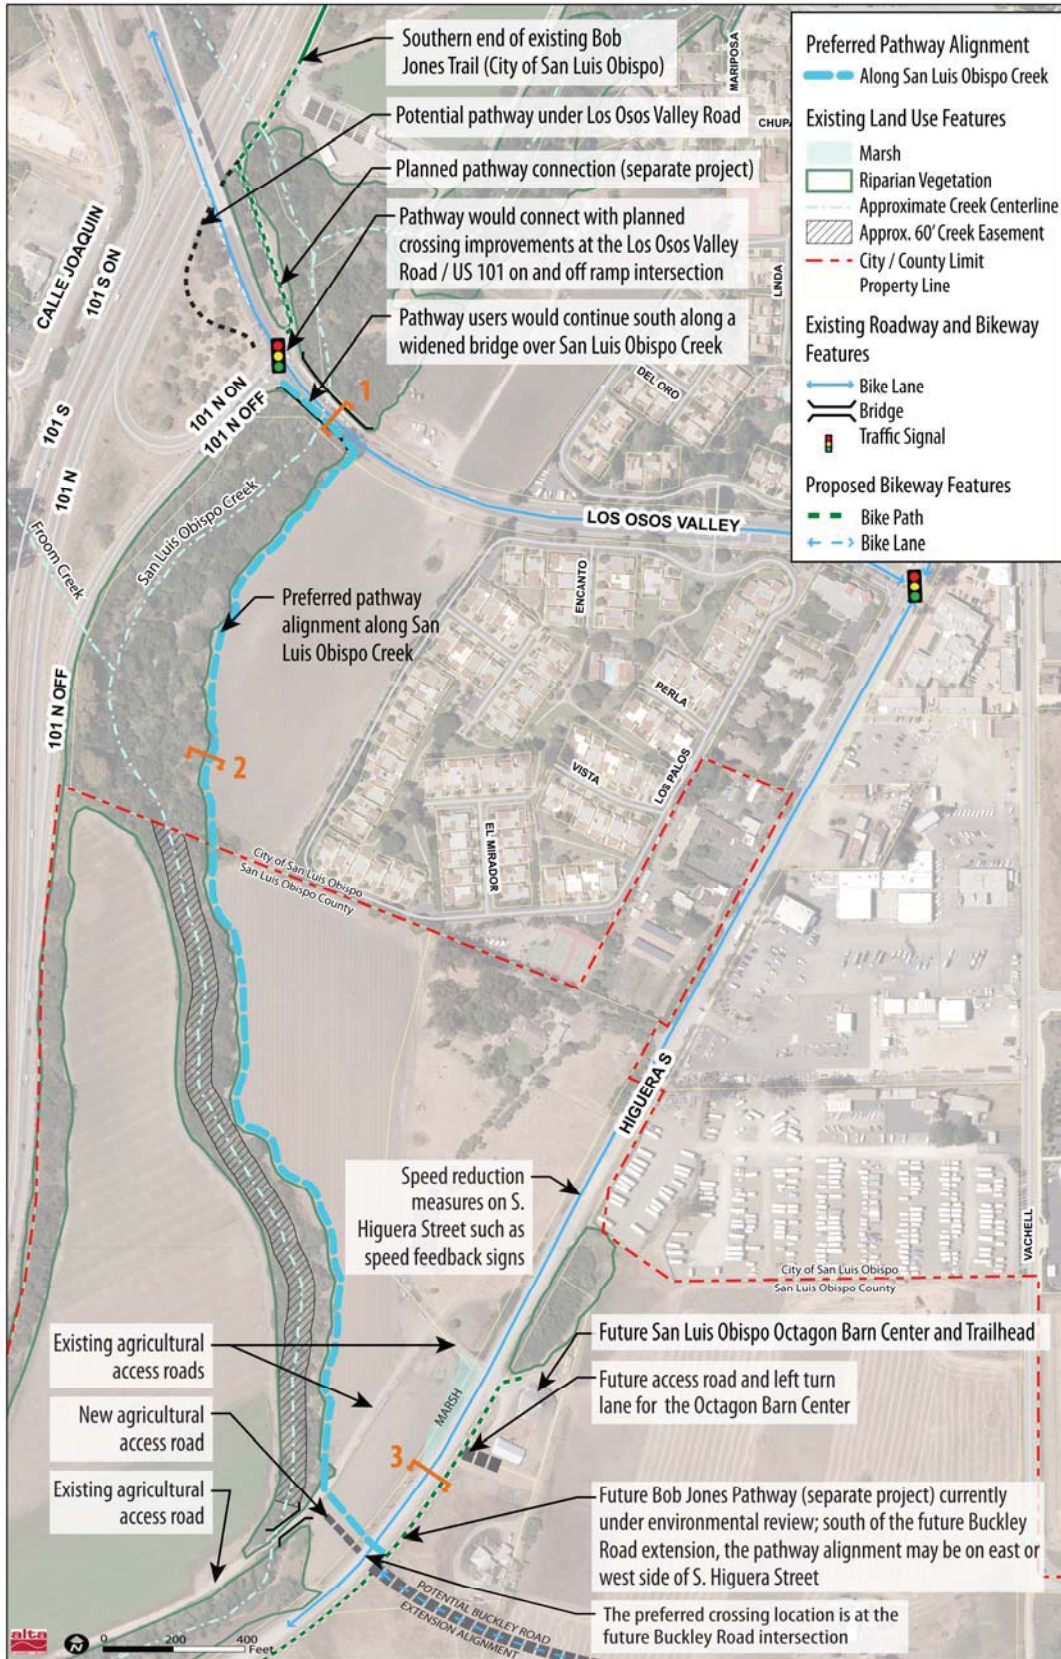 Southern end of existing Bob
Jones Trail (City of San Luis Obispo)
Potential pathway under Los Osos Valley Road
Planned pathway connection (separate project)
Pathway would connect with planned
crossing improvements at the Los Osos Valley
Road / US 101 on and off ramp intersection
Pathway users would continue south along a
widened bridge over San Luis Obispo Creek
Preferred Pathway Alignment
Along San Luis Obispo Creek
Existing Land Use Features
Marsh
Riparian Vegetation
Approximate Creek Centerline
Approx. 60' Creek Easement
City / County Limit
Property Line
Existing Roadway and Bikeway
Features
Bike Lane
Bridge
Traffic Signal
Proposed Bikeway Features
Bike Path
Bike Lane
MARIPOSA
CHUPA
LINDA
DEL ORO
CALLE JOAQUIN
101 S ON
101 S
101 N
101 N ON
101 N OFF
1
LOS OSOS VALLEY
San Luis Obispo Creek
Froom Creek
ENCANTO
Preferred pathway
alignment along San
Luis Obispo Creek
101 N OFF
PERLA
VISTA
LOS PALOS
EL MIRADOR
2
City of San Luis Obispo
San Luis Obispo County
HIGUERA S
Speed reduction
measures on S.
Higuera Street such as
speed feedback signs
VACHELL
City of San Luis Obispo
San Luis Obispo County
Existing agricultural
access roads
New agricultural
access road
Existing agricultural
access road
MARSH
3
Future San Luis Obispo Octagon Barn Center and Trailhead
Future access road and left turn
lane for the Octagon Barn Center
Future Bob Jones Pathway (separate project) currently
under environmental review; south of the future Buckley
Road extension, the pathway alignment may be on east or
west side of S. Higuera Street
The preferred crossing location is at the
future Buckley Road intersection
POTENTIAL BUCKLEY ROAD
EXTENSION ALIGNMENT
alta
N
0 200 400
Feet